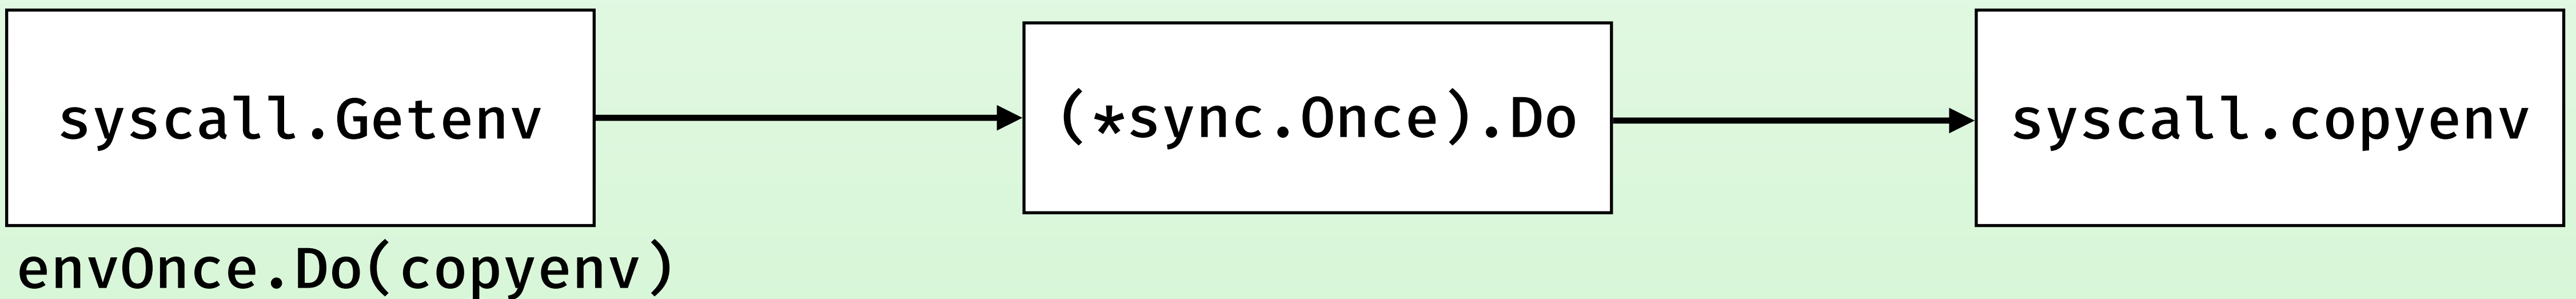 syscall.Getenv
(*sync.Once).Do
syscall.copyenv
envOnce.Do(copyenv)